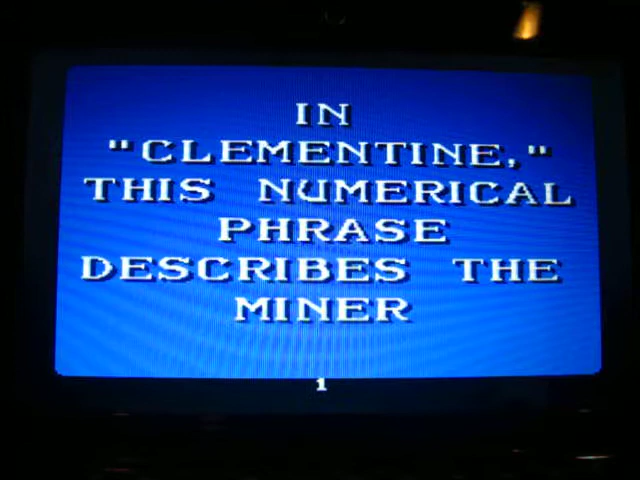 IN
"CLEMENTINE,"
THIS NUMERICAL
PHRASE
DESCRIBES THE
MINER
1